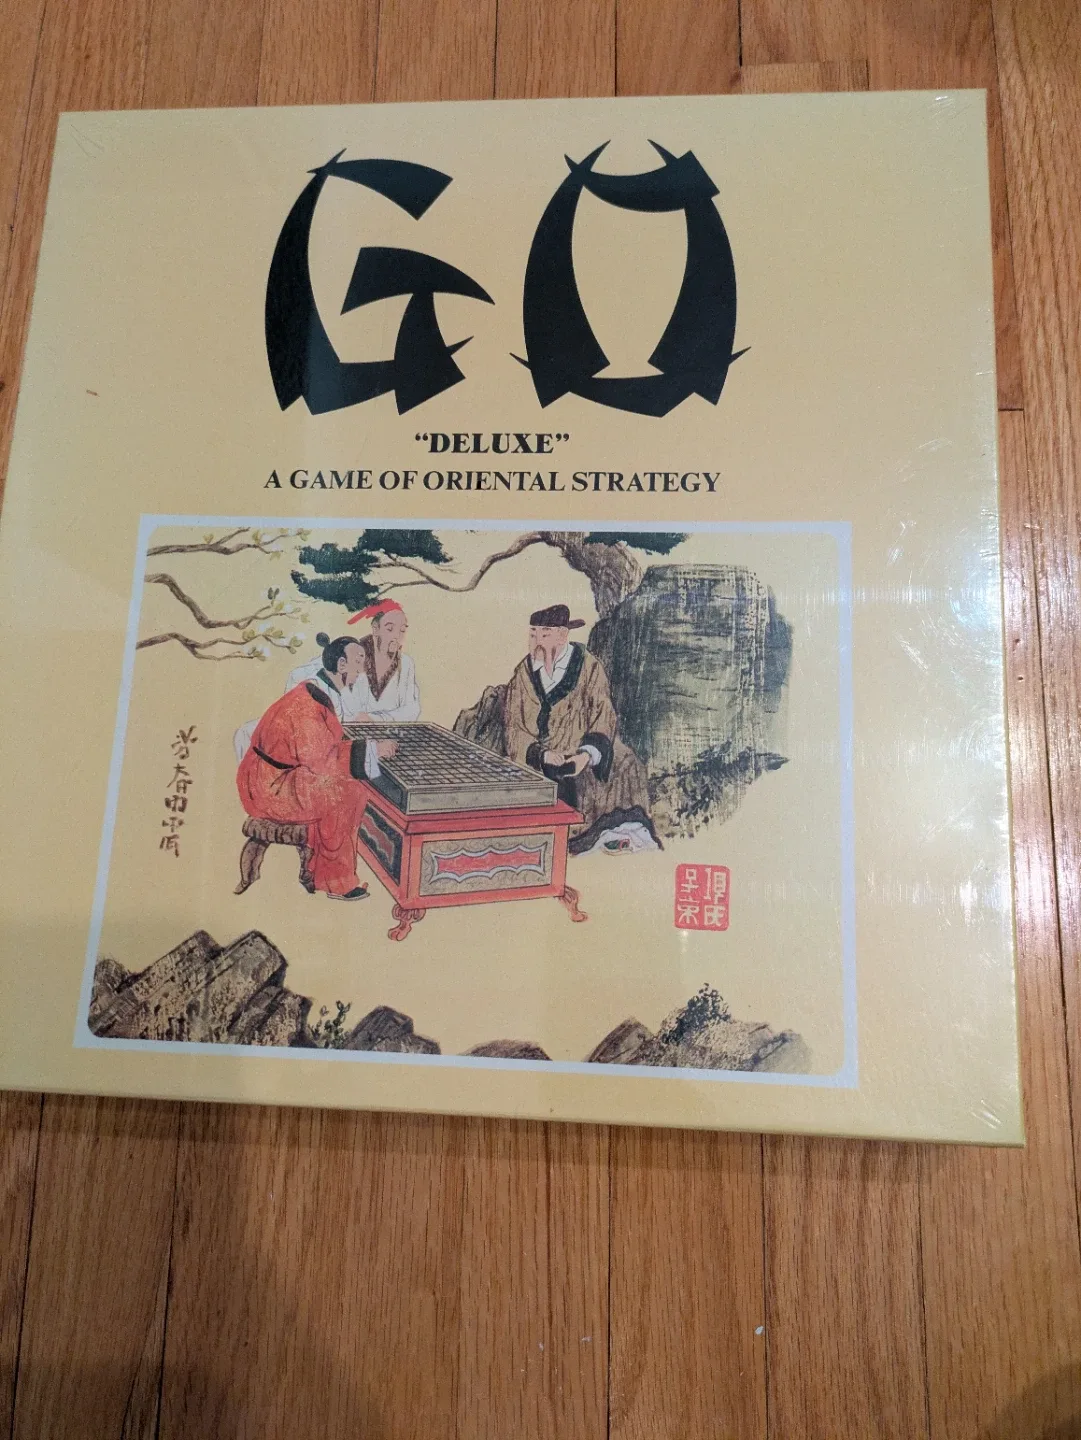 GO
“DELUXE”
A GAME OF ORIENTAL STRATEGY